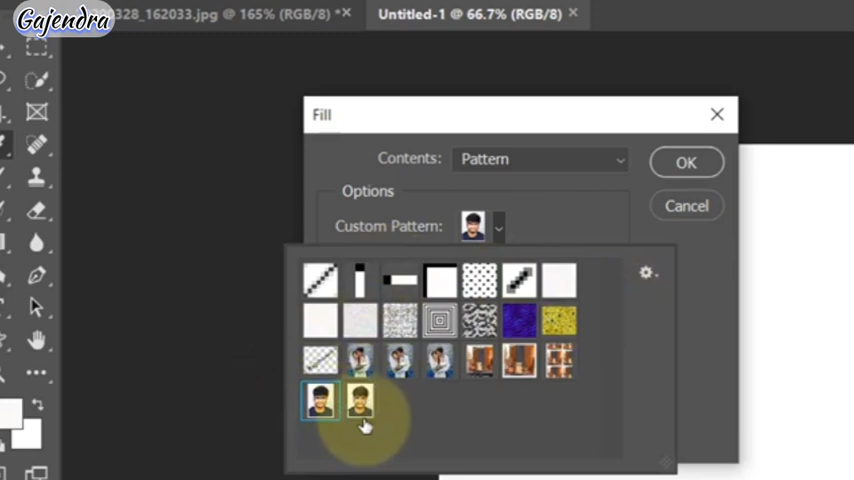 Gajendra
0328_162033.jpg @ 165% (RGB/8) *
Untitled-1 @ 66.7% (RGB/8)
Fill
Contents:
Pattern
OK
Options
Custom Pattern:
Cancel